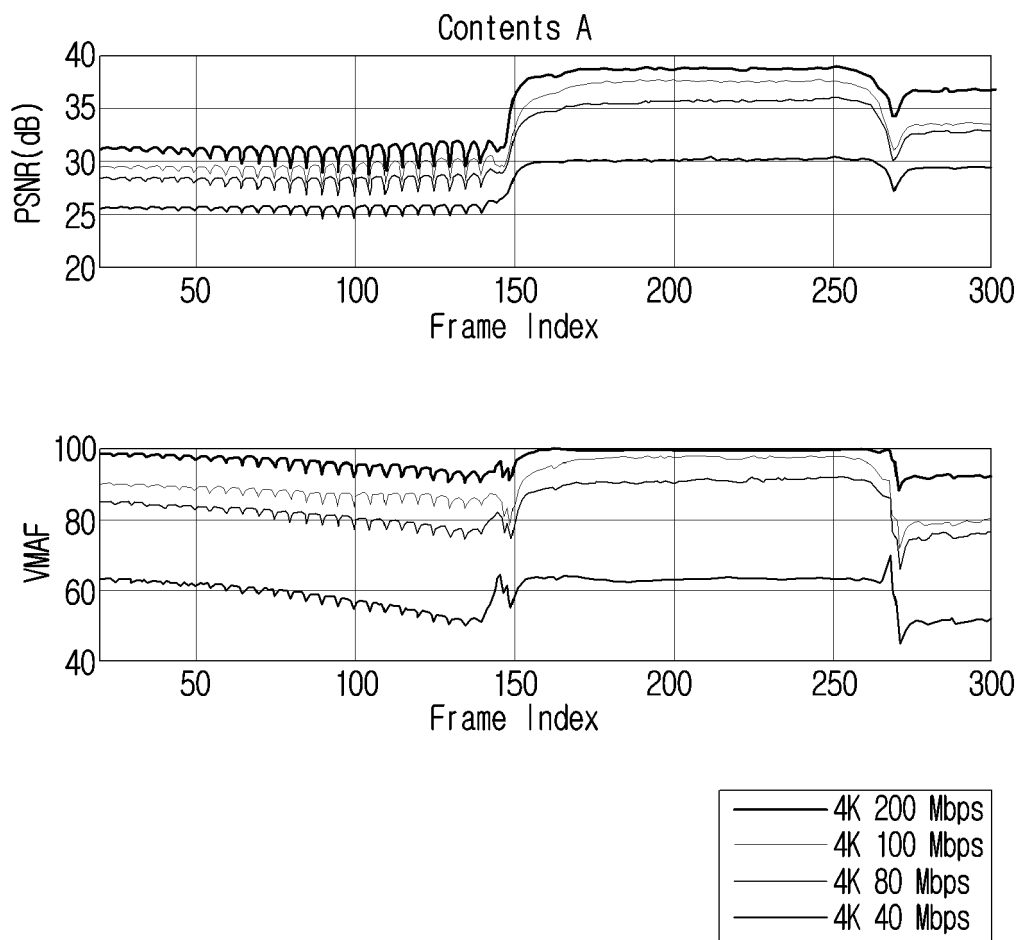 Contents A
40
35
30
25
20
PSNR(dB)
50 100 150 200 250 300
Frame Index
100
80
60
40
VMAF
50 100 150 200 250 300
Frame Index
4K 200 Mbps
4K 100 Mbps
4K 80 Mbps
4K 40 Mbps